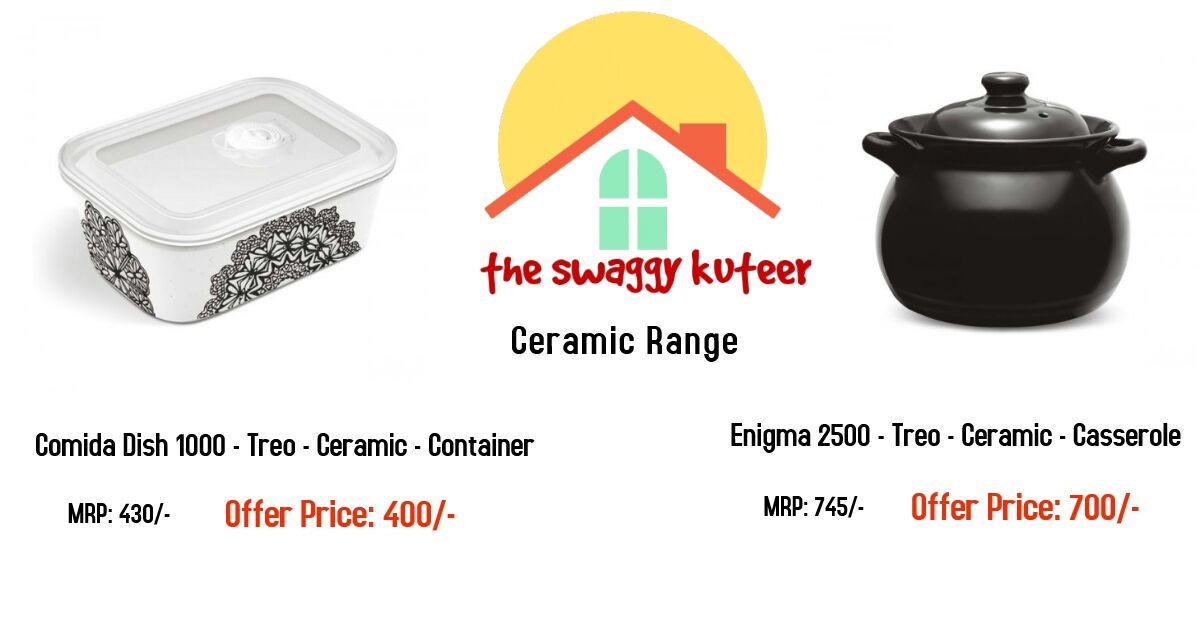 the swaggy kuteer
Ceramic Range
Comida Dish 1000 - Treo - Ceramic - Container
MRP: 430/- Offer Price: 400/-
Enigma 2500 - Treo - Ceramic - Casserole
MRP: 745/- Offer Price: 700/-